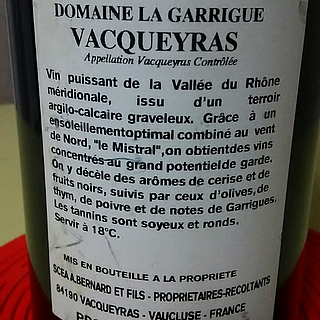 DOMAINE LA GARRIGUE
VACQUEYRAS
Appellation Vacqueyras Contrôlée
Vin puissant de la Vallée du Rhône
méridionale, issu d'un terroir
argilo-calcaire graveleux. Grâce à un
ensoleillementoptimal combiné au vent
de Nord, "le Mistral",on obtientdes vins
concentrés au grand potentielde garde.
On y décèle des arômes de cerise et de
fruits noirs, suivis par ceux d'olives,de
thym, de poivre et de notes de Garrigues.
Les tannins sont soyeux et ronds.
Servir à 18°C.
MIS EN BOUTEILLE A LA PROPRIETE
SCEA A.BERNARD ET FILS - PROPRIETAIRES-RECOLTANTS
84190 VACQUEYRAS - VAUCLUSE - FRANCE